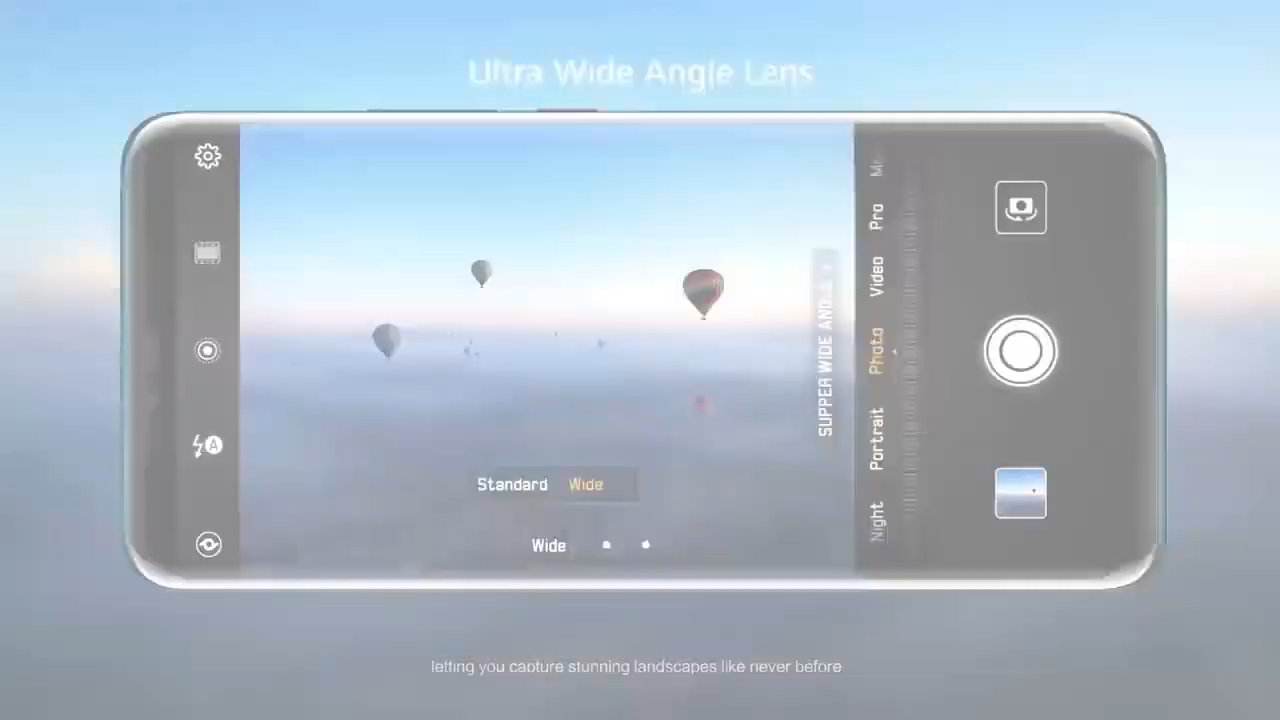 Ultra Wide Angle Lens
Pro
Video
Photo
Portrait
Night
SUPPER WIDE
Standard Wide
Wide
A
letting you capture stunning landscapes like never before